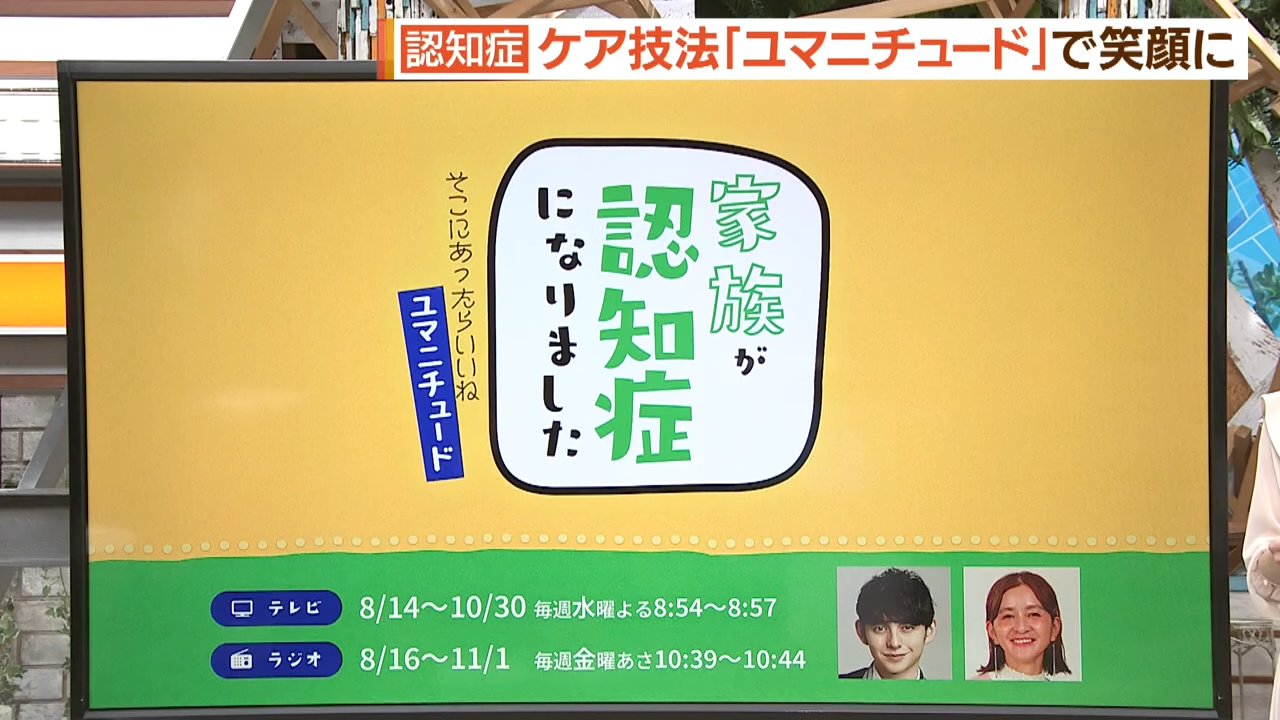 認知症 ケア技法「ユマニチュード」で笑顔に
家族が
認知症
になりました
そこにあったらいいね
ユマニチュード
テレビ 8/14〜10/30 毎週水曜よる8:54〜8:57
ラジオ 8/16〜11/1 毎週金曜あさ10:39〜10:44